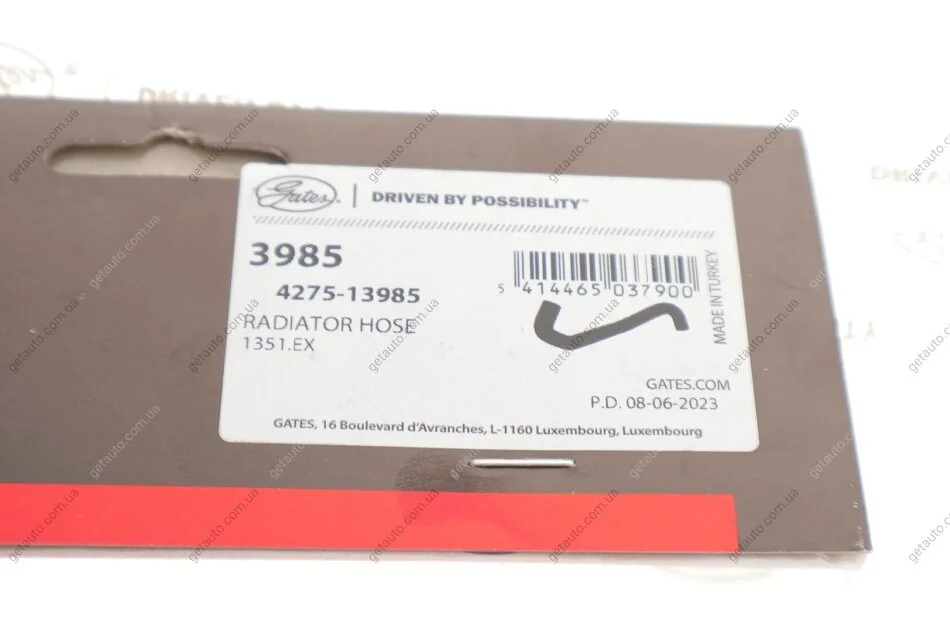 Gates. | DRIVEN BY POSSIBILITY™
3985
4275-13985
RADIATOR HOSE
1351.EX
5 414465 037900
MADE IN TURKEY
GATES.COM
P.D. 08-06-2023
GATES, 16 Boulevard d'Avranches, L-1160 Luxembourg, Luxembourg
getauto.com.ua